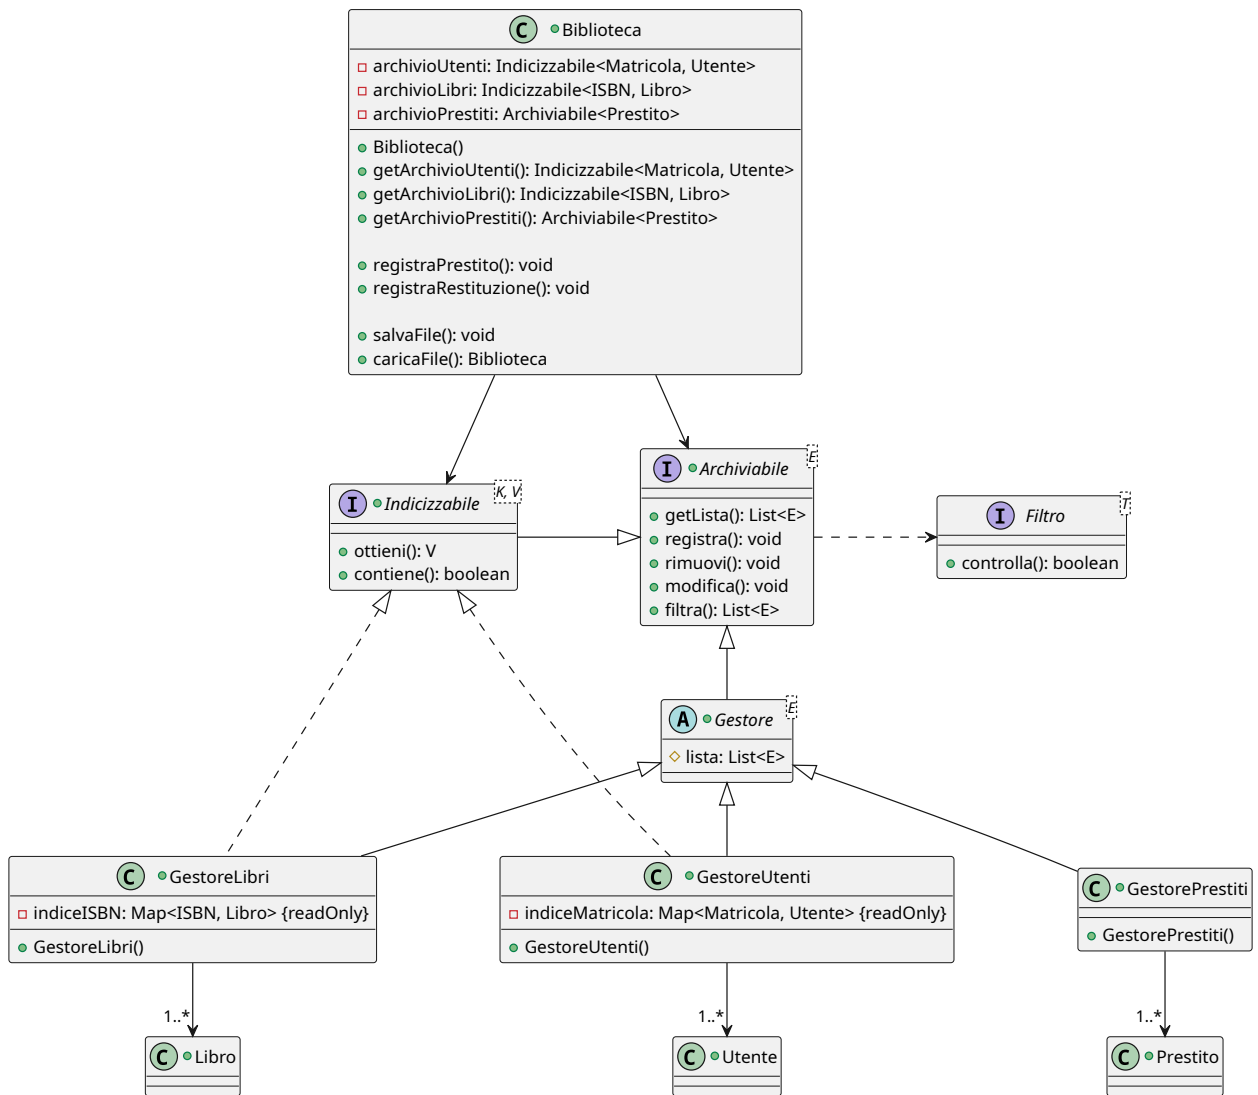 C Biblioteca
archivioUtenti: Indicizzabile<Matricola, Utente>
archivioLibri: Indicizzabile<ISBN, Libro>
archivioPrestiti: Archiviabile<Prestito>
Biblioteca()
getArchivioUtenti(): Indicizzabile<Matricola, Utente>
getArchivioLibri(): Indicizzabile<ISBN, Libro>
getArchivioPrestiti(): Archiviabile<Prestito>
registraPrestito(): void
registraRestituzione(): void
salvaFile(): void
caricaFile(): Biblioteca
I Indicizzabile K, V
ottieni(): V
contiene(): boolean
I Archiviabile E
getLista(): List<E>
registra(): void
rimuovi(): void
modifica(): void
filtra(): List<E>
I Filtro T
controlla(): boolean
A Gestore E
lista: List<E>
C GestoreLibri
indiceISBN: Map<ISBN, Libro> {readOnly}
GestoreLibri()
C GestoreUtenti
indiceMatricola: Map<Matricola, Utente> {readOnly}
GestoreUtenti()
C GestorePrestiti
GestorePrestiti()
1..*
1..*
1..*
C Libro
C Utente
C Prestito